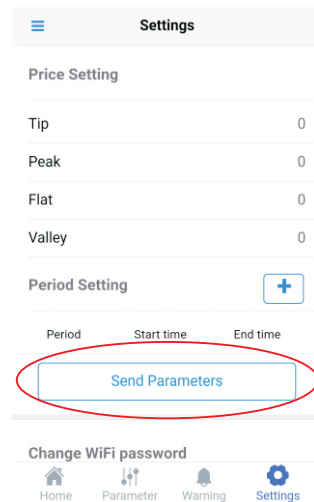 Settings
Price Setting
Tip 0
Peak 0
Flat 0
Valley 0
Period Setting +
Period Start time End time
Send Parameters
Change WiFi password
Home Parameter Warning Settings